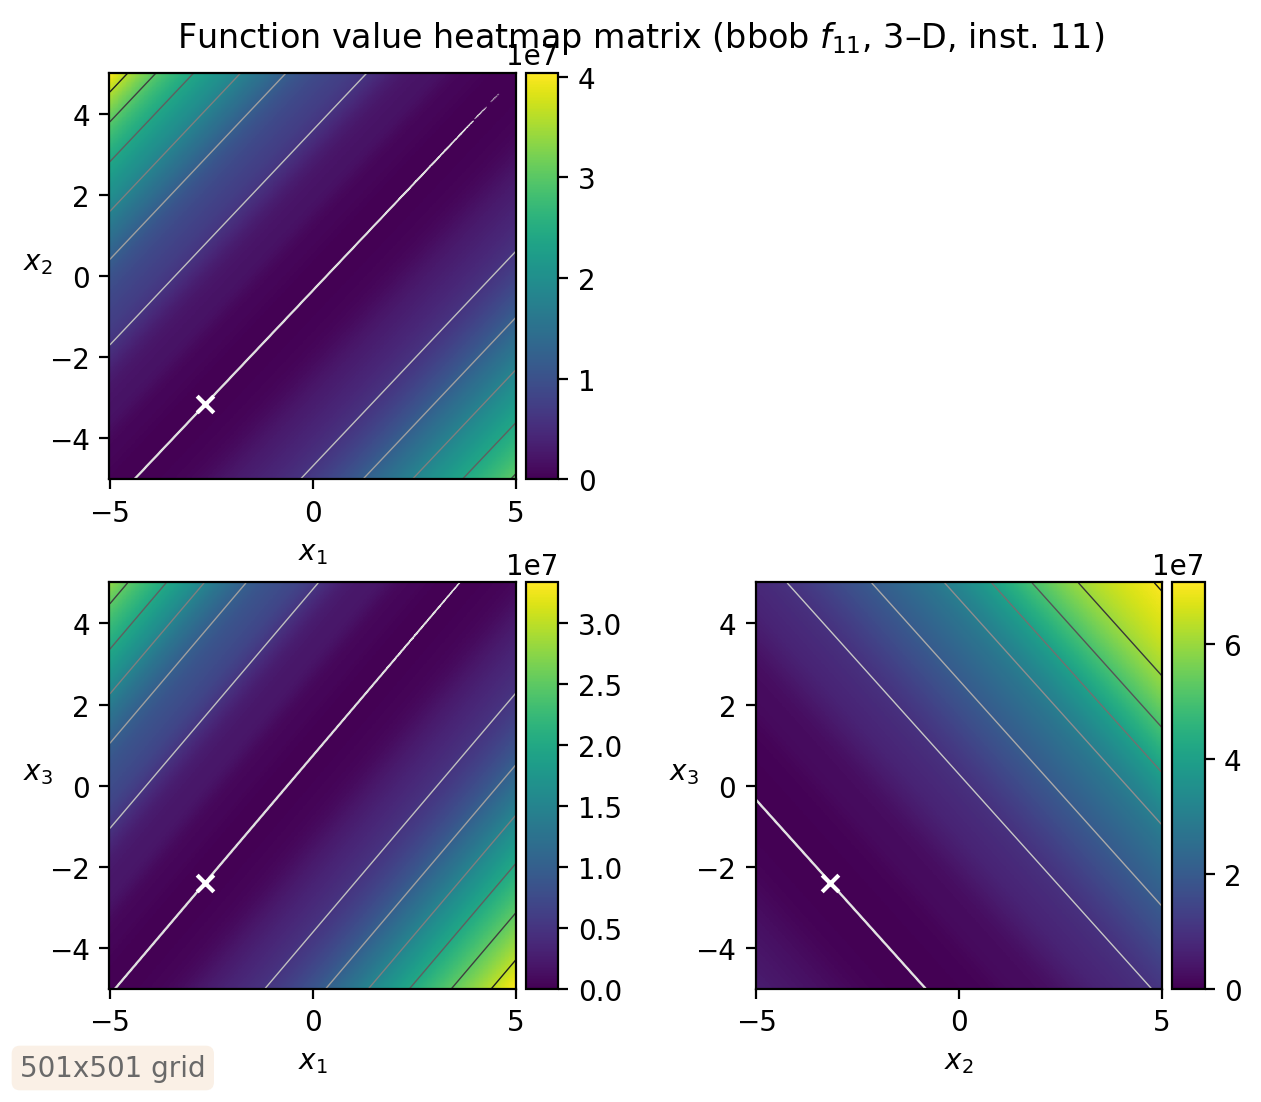 Function value heatmap matrix (bbob f₁₁, 3–D, inst. 11)
1e7
4
3
2
1
0
4
2
0
−2
−4
x₂
−5 0 5
x₁
1e7
3.0
2.5
2.0
1.5
1.0
0.5
0.0
4
2
0
−2
−4
x₃
−5 0 5
x₁
1e7
6
4
2
0
4
2
0
−2
−4
x₃
−5 0 5
x₂
501x501 grid